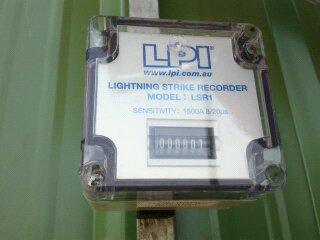 LPI
www.lpi.com.au
LIGHTNING STRIKE RECORDER
MODEL : LSR1
SENSITIVITY: 1500A 8/20µs
000001